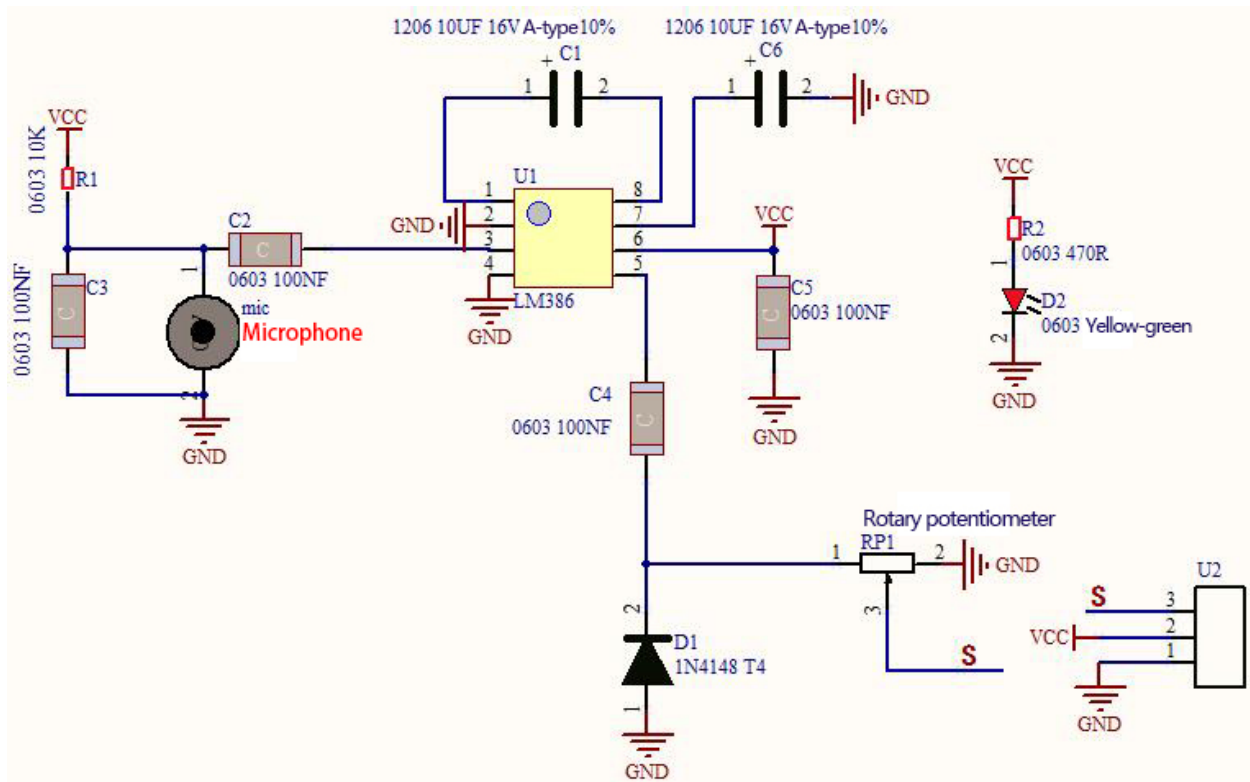 1206 10UF 16V A-type10%
C1
+
1
2
1206 10UF 16V A-type10%
C6
+
1
2
GND
VCC
0603 10K
R1
C2
C
0603 100NF
0603 100NF
C3
C
1
mic
Microphone
2
GND
U1
1
2
3
4
8
7
6
5
GND
GND
LM386
VCC
C5
0603 100NF
GND
VCC
R2
0603 470R
1
D2
0603 Yellow-green
2
GND
C4
C
0603 100NF
Rotary potentiometer
RP1
1
2
GND
3
S
2
D1
1N4148 T4
1
GND
U2
S
3
VCC
2
1
GND